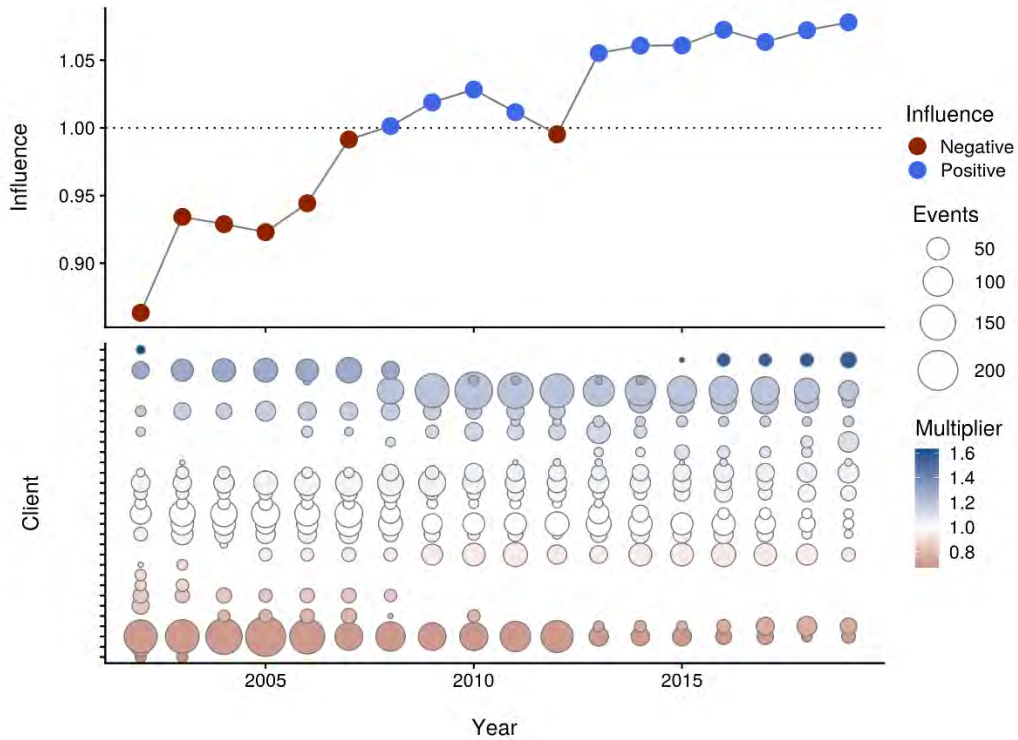 Influence
1.05
1.00
0.95
0.90
Client
2005
2010
2015
Year
Influence
Negative
Positive
Events
50
100
150
200
Multiplier
1.6
1.4
1.2
1.0
0.8